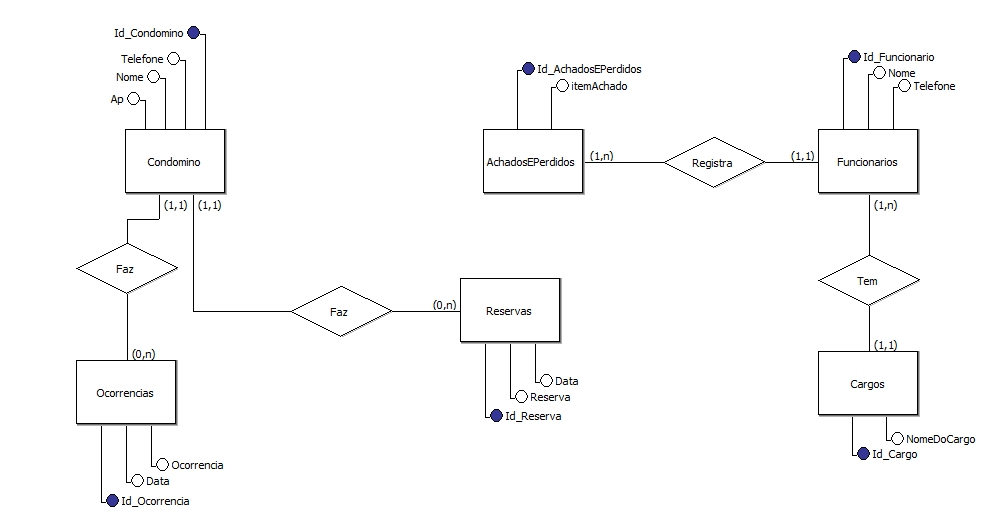 Id_Condomino
Telefone
Nome
Ap
Condomino
(1,1)
(1,1)
Faz
(0,n)
Ocorrencias
Ocorrencia
Data
Id_Ocorrencia
Faz
(0,n)
Reservas
Data
Reserva
Id_Reserva
Id_AchadosEPerdidos
itemAchado
AchadosEPerdidos
(1,n)
Registra
(1,1)
Id_Funcionario
Nome
Telefone
Funcionarios
(1,n)
Tem
(1,1)
Cargos
NomeDoCargo
Id_Cargo